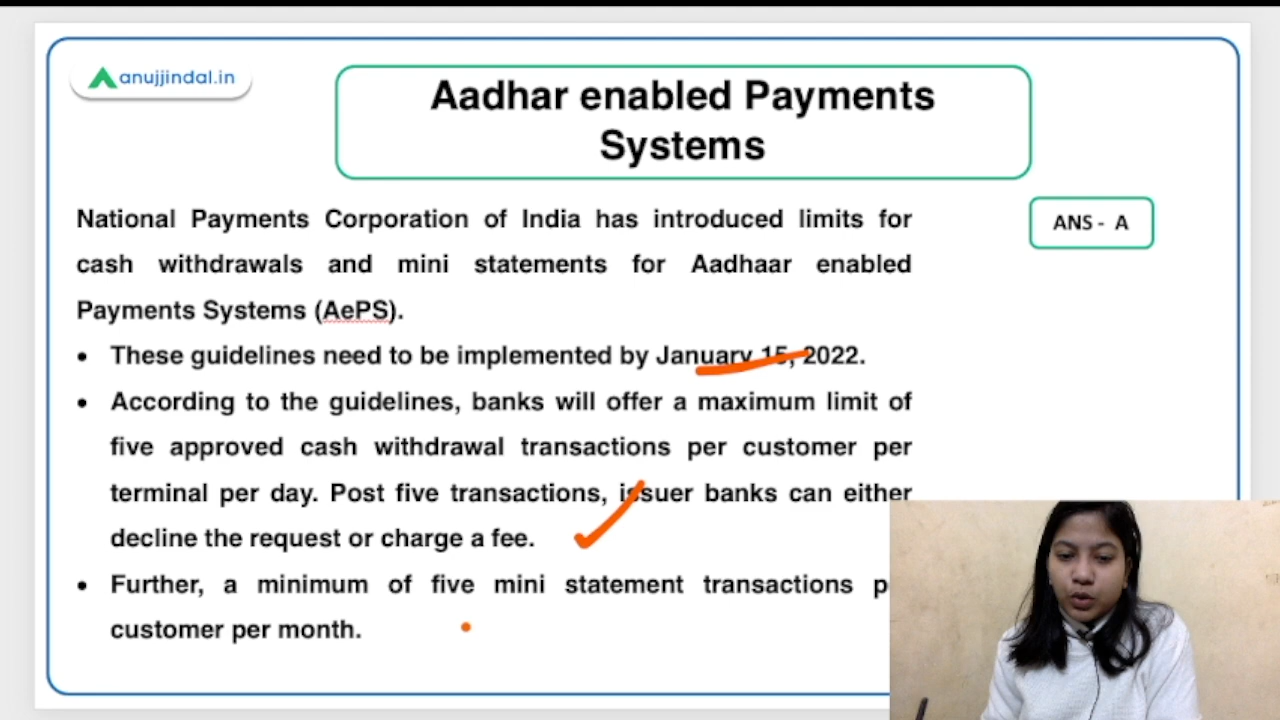 anujjindal.in
Aadhar enabled Payments
Systems
National Payments Corporation of India has introduced limits for
cash withdrawals and mini statements for Aadhaar enabled
Payments Systems (AePS).
ANS - A
• These guidelines need to be implemented by January 15, 2022.
• According to the guidelines, banks will offer a maximum limit of
five approved cash withdrawal transactions per customer per
terminal per day. Post five transactions, issuer banks can either
decline the request or charge a fee.
• Further, a minimum of five mini statement transactions
customer per month.